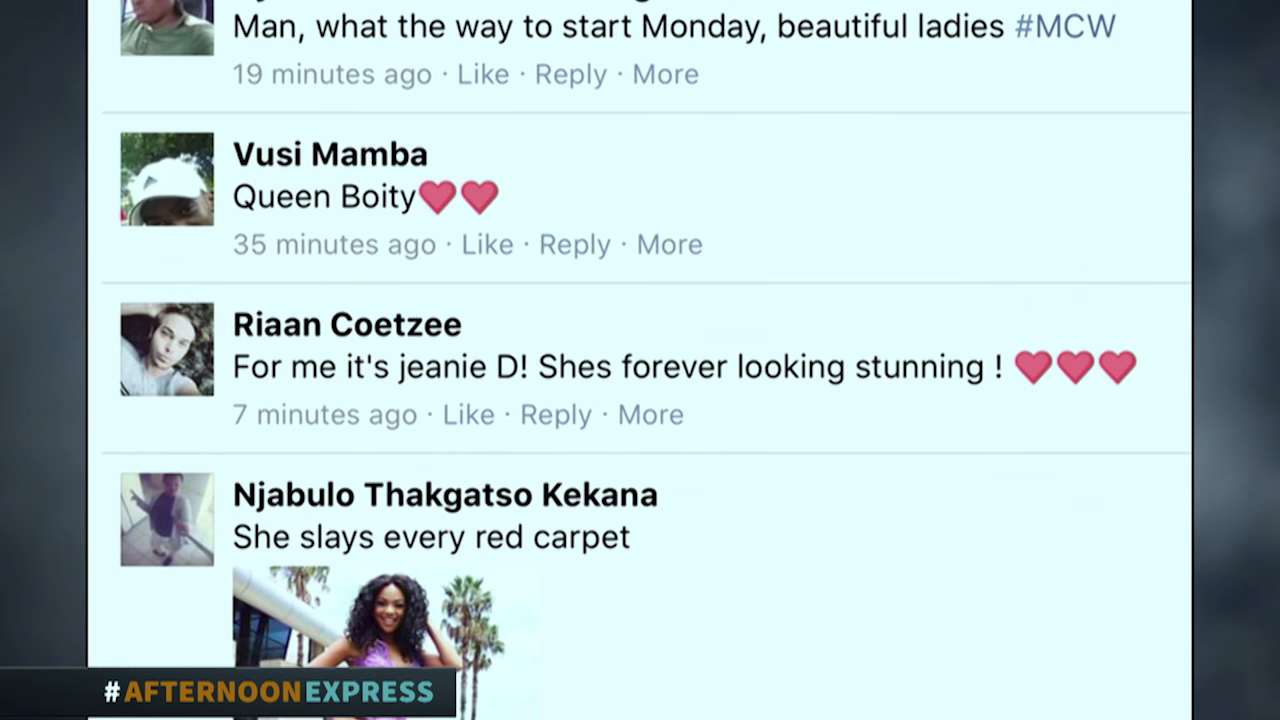 Man, what the way to start Monday, beautiful ladies #MCW
19 minutes ago · Like · Reply · More
Vusi Mamba
Queen Boity❤❤
35 minutes ago · Like · Reply · More
Riaan Coetzee
For me it's jeanie D! Shes forever looking stunning ! ❤❤❤
7 minutes ago · Like · Reply · More
Njabulo Thakgatso Kekana
She slays every red carpet
#AFTERNOONEXPRESS